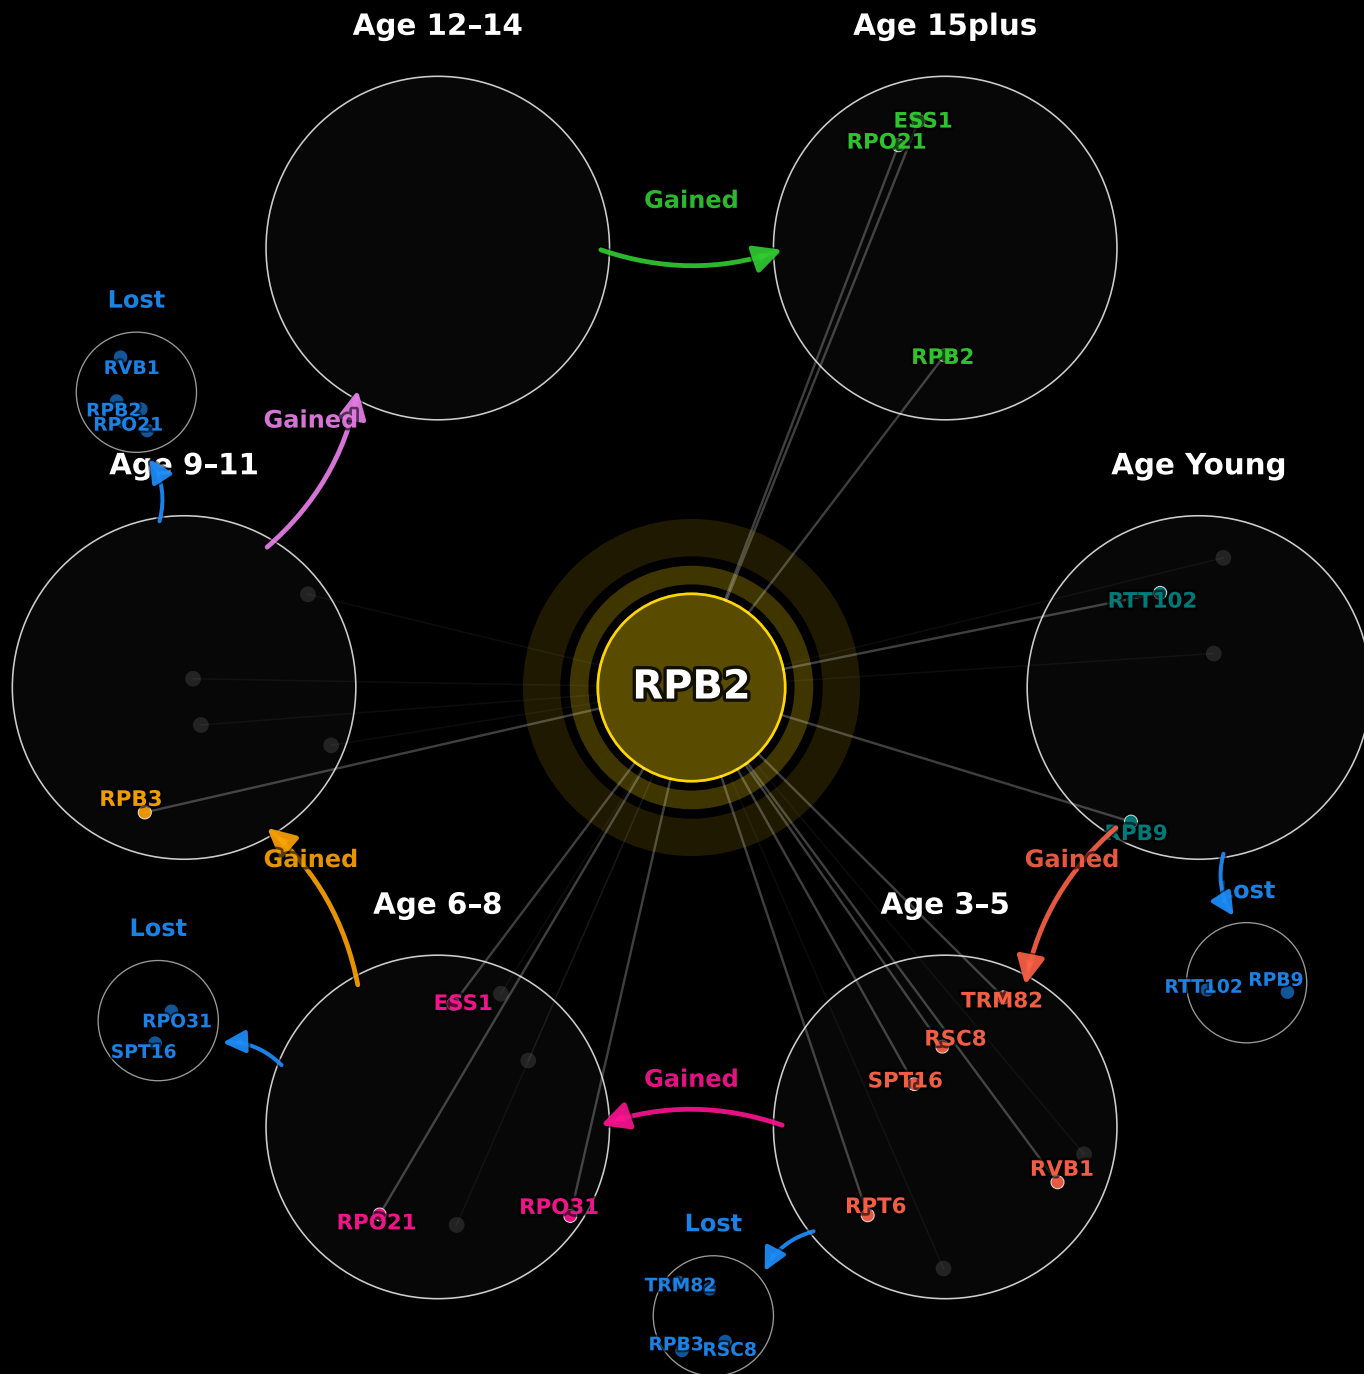 Age 12–14
Age 15plus
ESS1
RPO21
Gained
Lost
RVB1
RPB2
RPO21
Gained
RPB2
Age 9–11
Age Young
RTT102
RPB2
RPB3
RPB9
Gained
Gained
Lost
Age 6–8
Age 3–5
ost
Lost
RTT102
RPB9
ESS1
TRM82
RPO31
SPT16
RSC8
Gained
SPT16
RVB1
RPO21
RPO31
RPT6
Lost
TRM82
RPB3
RSC8